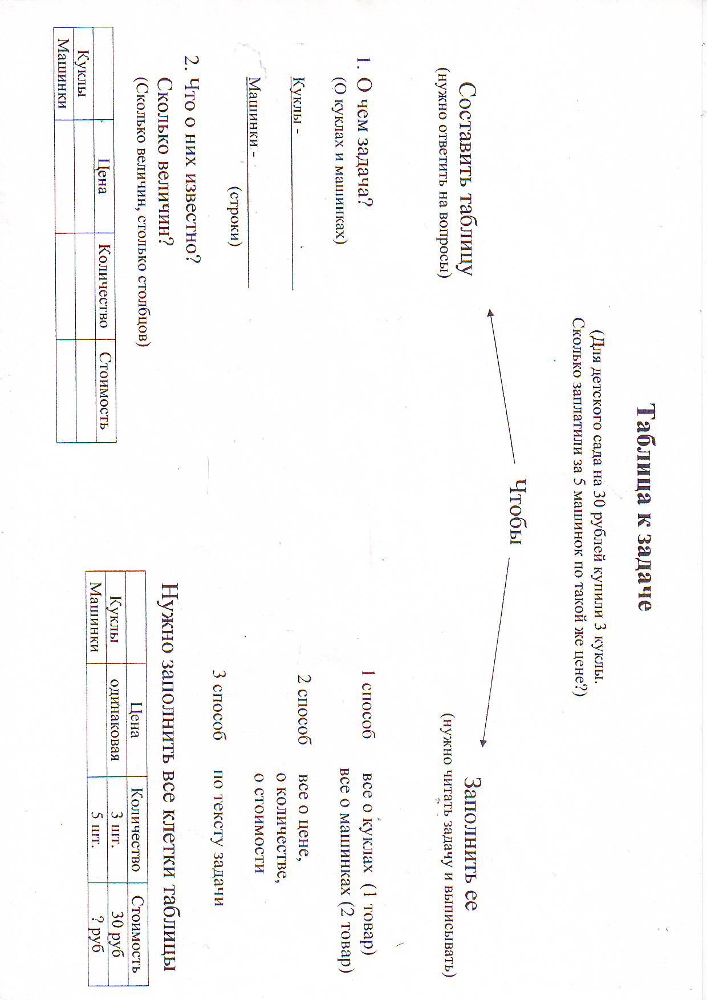 Таблица к задаче
(Для детского сада на 30 рублей купили 3 куклы.
Сколько заплатили за 5 машинок по такой же цене?)
Чтобы
Составить таблицу
(нужно ответить на вопросы)
1. О чем задача?
(О куклах и машинках)
Куклы -
Машинки -
(строки)
2. Что о них известно?
Сколько величин?
(Сколько величин, столько столбцов)
Цена Количество Стоимость
Куклы
Машинки
Заполнить ее
(нужно читать задачу и выписывать)
1 способ все о куклах (1 товар)
все о машинках (2 товар)
2 способ все о цене,
о количестве,
о стоимости
3 способ по тексту задачи
Нужно заполнить все клетки таблицы
Цена Количество Стоимость
Куклы одинаковая 3 шт. 30 руб
Машинки 5 шт. ? руб